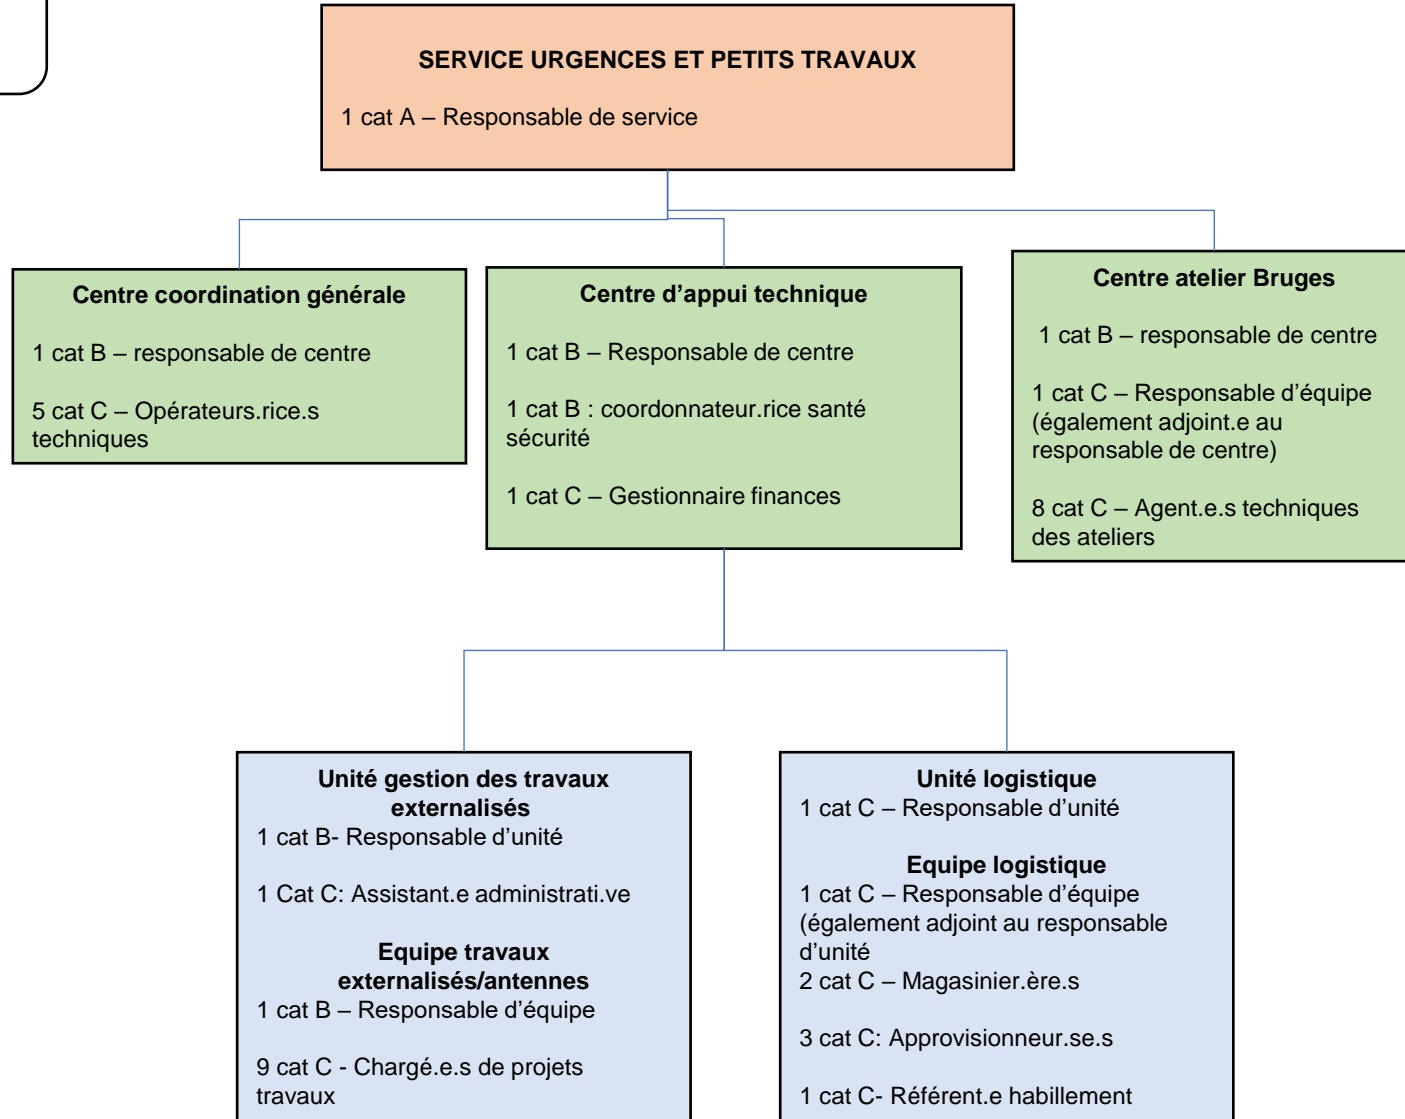 SERVICE URGENCES ET PETITS TRAVAUX
1 cat A – Responsable de service
Centre coordination générale
1 cat B – responsable de centre
5 cat C – Opérateurs.rice.s
techniques
Centre d’appui technique
1 cat B – Responsable de centre
1 cat B : coordonnateur.rice santé
sécurité
1 cat C – Gestionnaire finances
Centre atelier Bruges
1 cat B – responsable de centre
1 cat C – Responsable d’équipe
(également adjoint.e au
responsable de centre)
8 cat C – Agent.e.s techniques
des ateliers
Unité gestion des travaux
externalisés
1 cat B- Responsable d’unité
1 Cat C: Assistant.e administrati.ve
Equipe travaux
externalisés/antennes
1 cat B – Responsable d’équipe
9 cat C - Chargé.e.s de projets
travaux
Unité logistique
1 cat C – Responsable d’unité
Equipe logistique
1 cat C – Responsable d’équipe
(également adjoint au responsable
d’unité
2 cat C – Magasinier.ère.s
3 cat C: Approvisionneur.se.s
1 cat C- Référent.e habillement